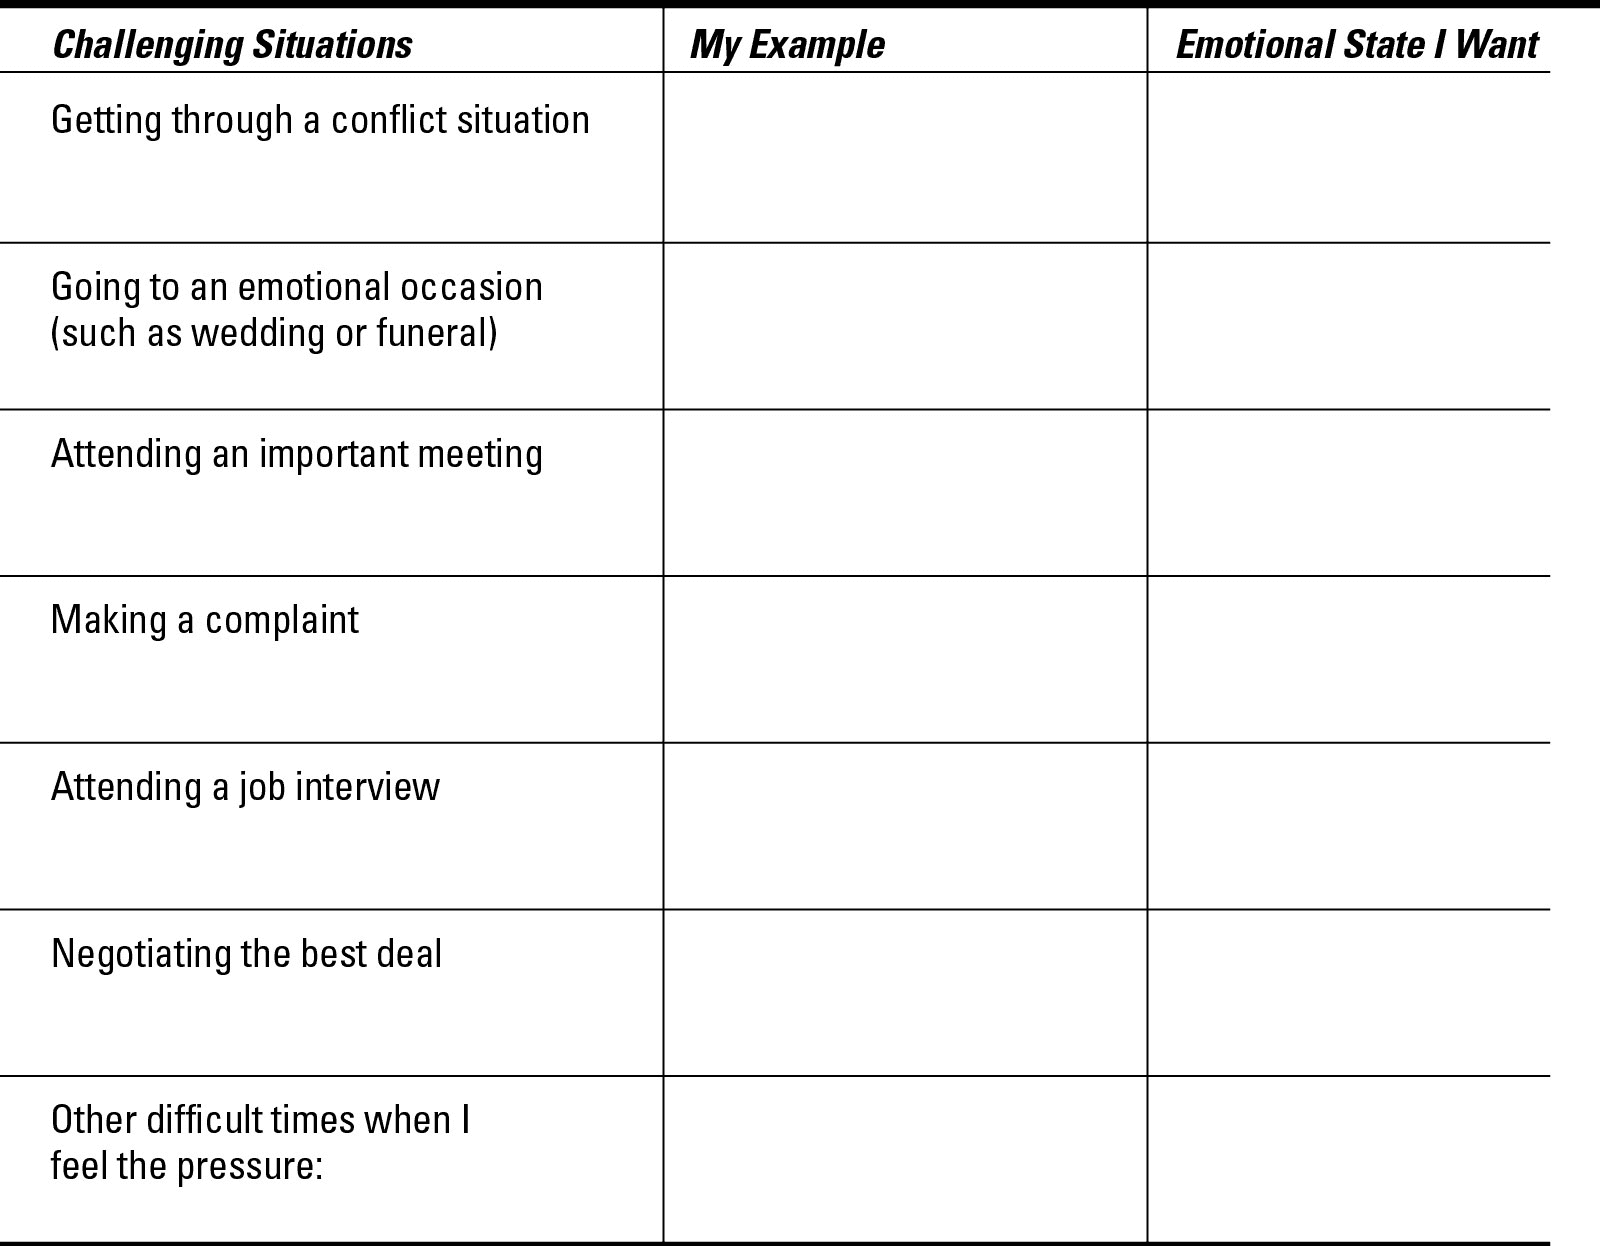 Challenging Situations
My Example
Emotional State I Want
Getting through a conflict situation
Going to an emotional occasion
(such as wedding or funeral)
Attending an important meeting
Making a complaint
Attending a job interview
Negotiating the best deal
Other difficult times when I
feel the pressure: